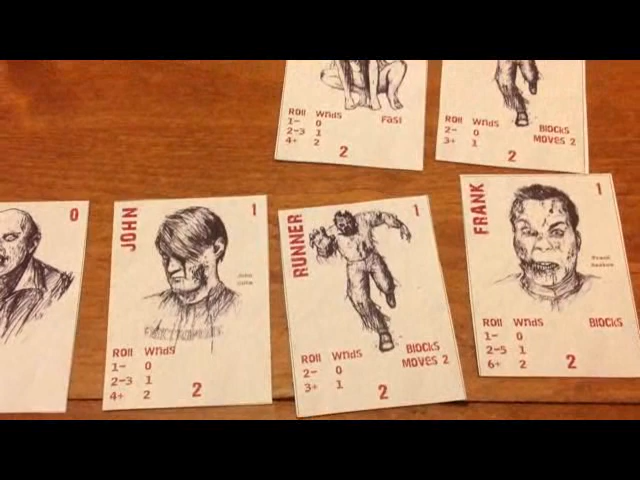 Roll Wnds
1- 0
2-3 1 Fast
4+ 2
2
Roll Wnds
2- 0 Blocks
3+ 1 Moves 2
2
0
JOHN 1
Roll Wnds
1- 0
2-3 1
4+ 2
2
RUNNER 1
Roll Wnds Blocks
2- 0 Moves 2
3+ 1
2
FRANK 1
Roll Wnds Blocks
1- 0
2-5 1
6+ 2
2